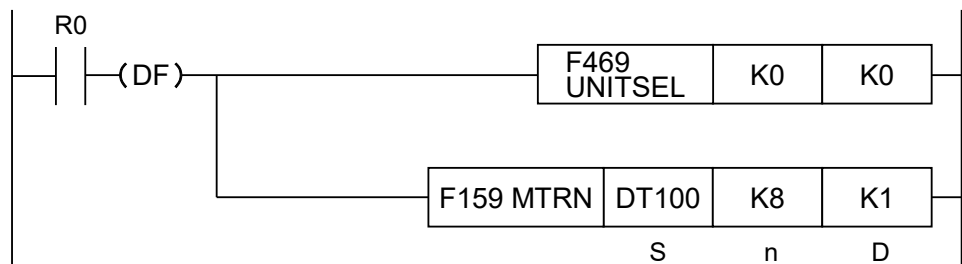 R0
(DF)
F469 UNITSEL K0 K0
F159 MTRN DT100 K8 K1
S n D